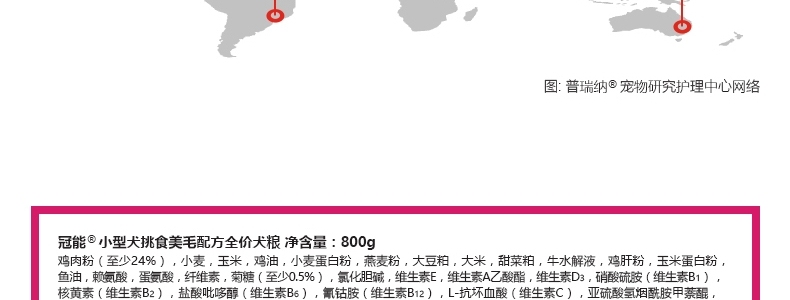 图: 普瑞纳® 宠物研究护理中心网络
冠能® 小型犬挑食美毛配方全价犬粮 净含量：800g
鸡肉粉（至少24%），小麦，玉米，鸡油，小麦蛋白粉，燕麦粉，大豆粕，大米，甜菜粕，牛水解液，鸡肝粉，玉米蛋白粉，
鱼油，赖氨酸，蛋氨酸，纤维素，菊糖（至少0.5%），氯化胆碱，维生素E，维生素A乙酸酯，维生素D3，硝酸硫胺（维生素B1），
核黄素（维生素B2），盐酸吡哆醇（维生素B6），氰钴胺（维生素B12），L-抗坏血酸（维生素C），亚硫酸氢烟酰胺甲萘醌，